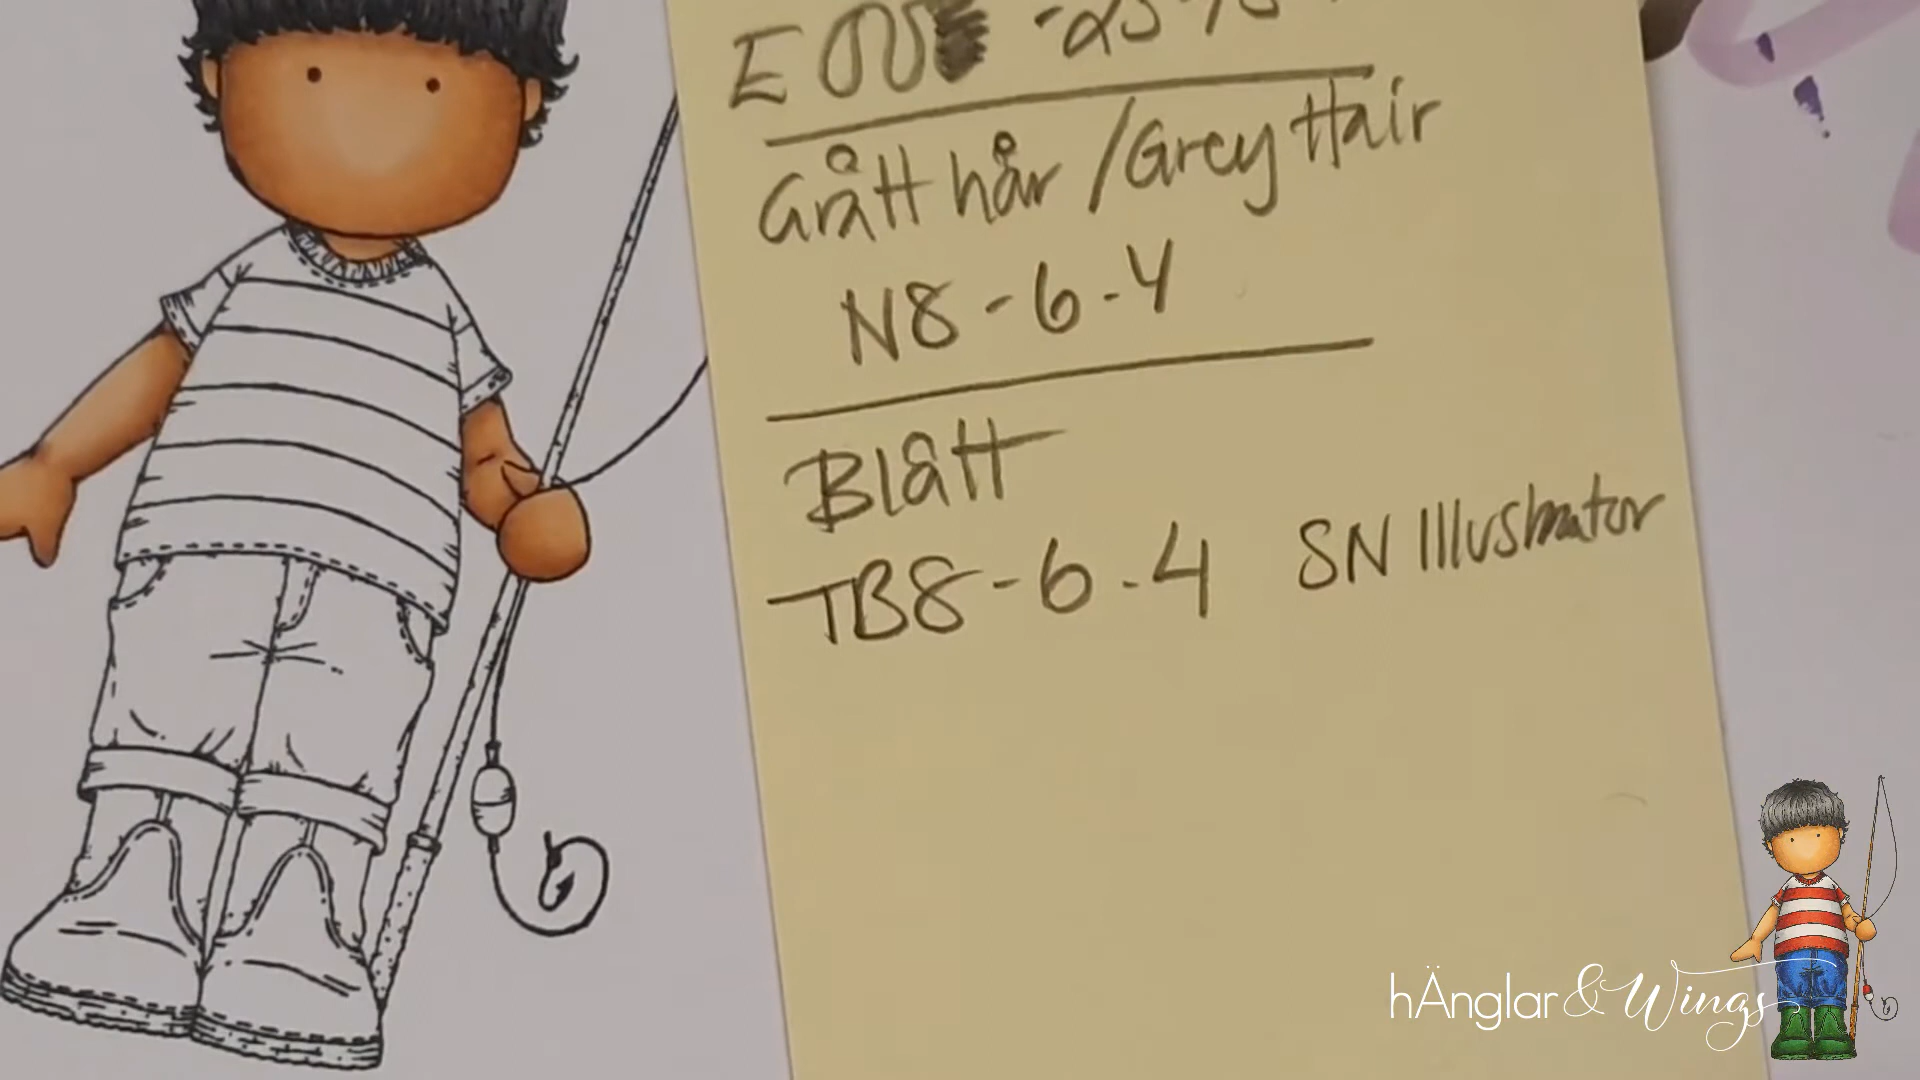 Grått hår / Grey Hair
N8 - 6 - 4
Blått
TB8 - 6 - 4 SN Illustrator
hÄnglar & Wings